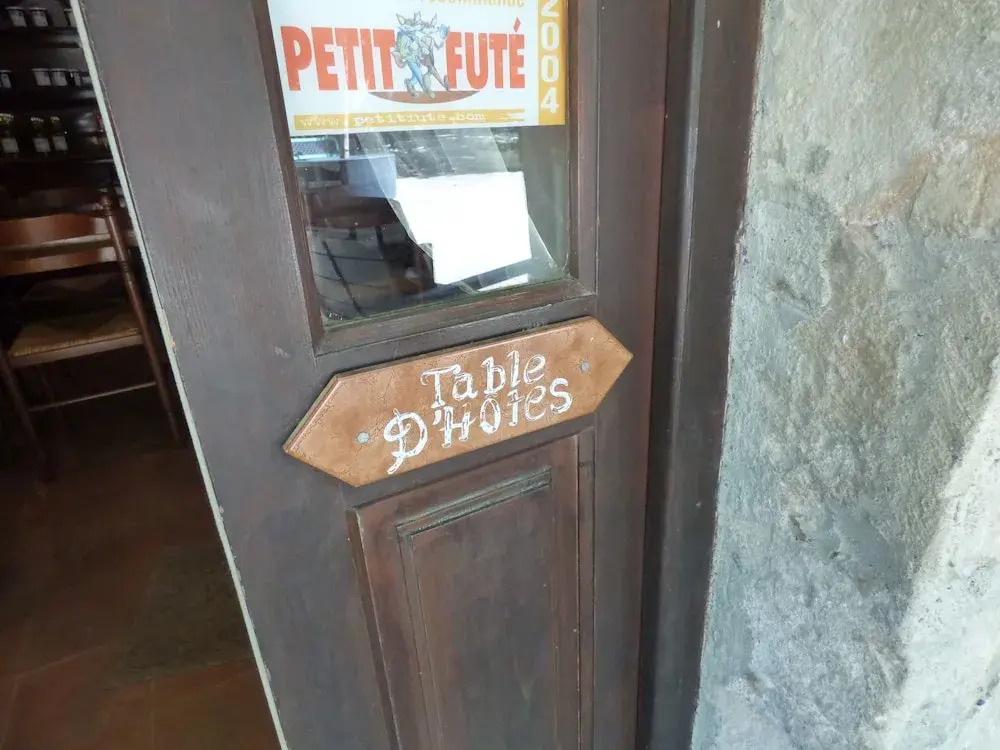 PETIT FUTÉ
2004
www.petitfute.com
Table
D'Hôtes